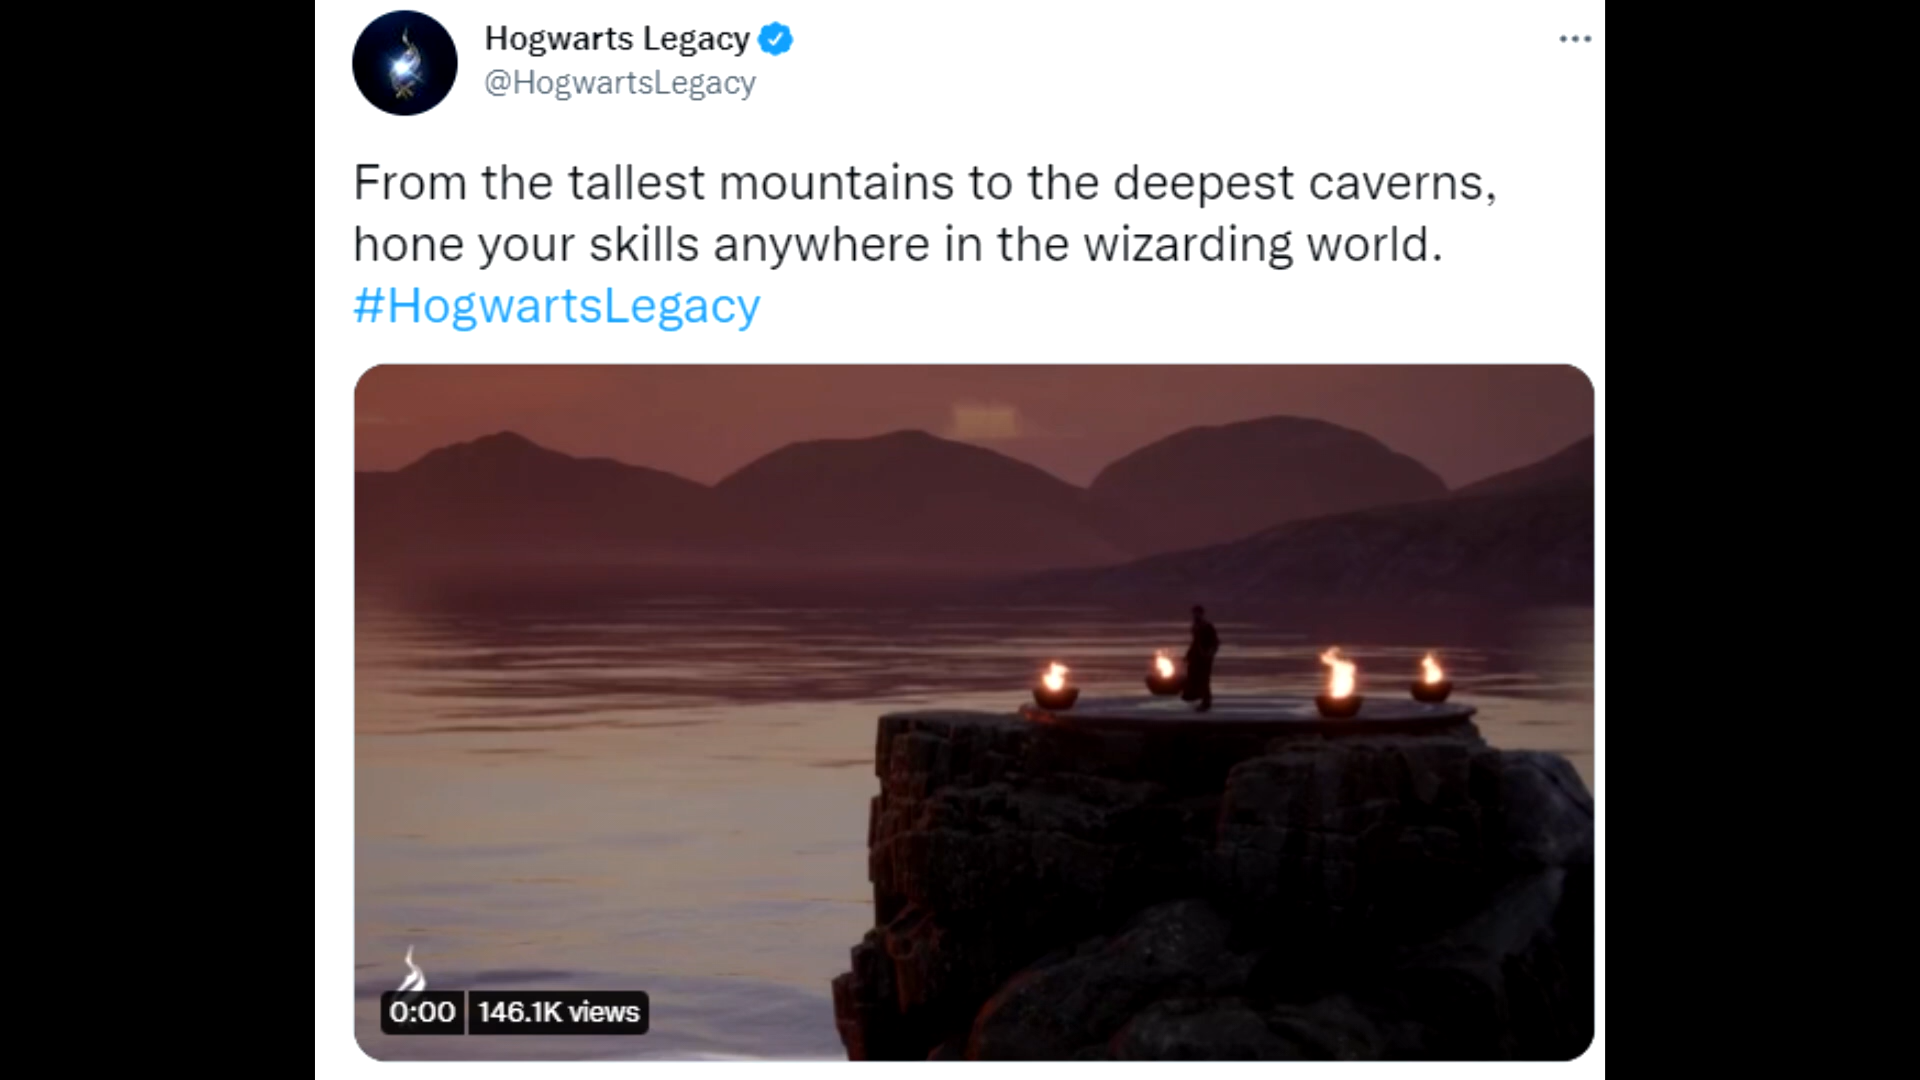 Hogwarts Legacy
@HogwartsLegacy
From the tallest mountains to the deepest caverns,
hone your skills anywhere in the wizarding world.
#HogwartsLegacy
0:00 146.1K views